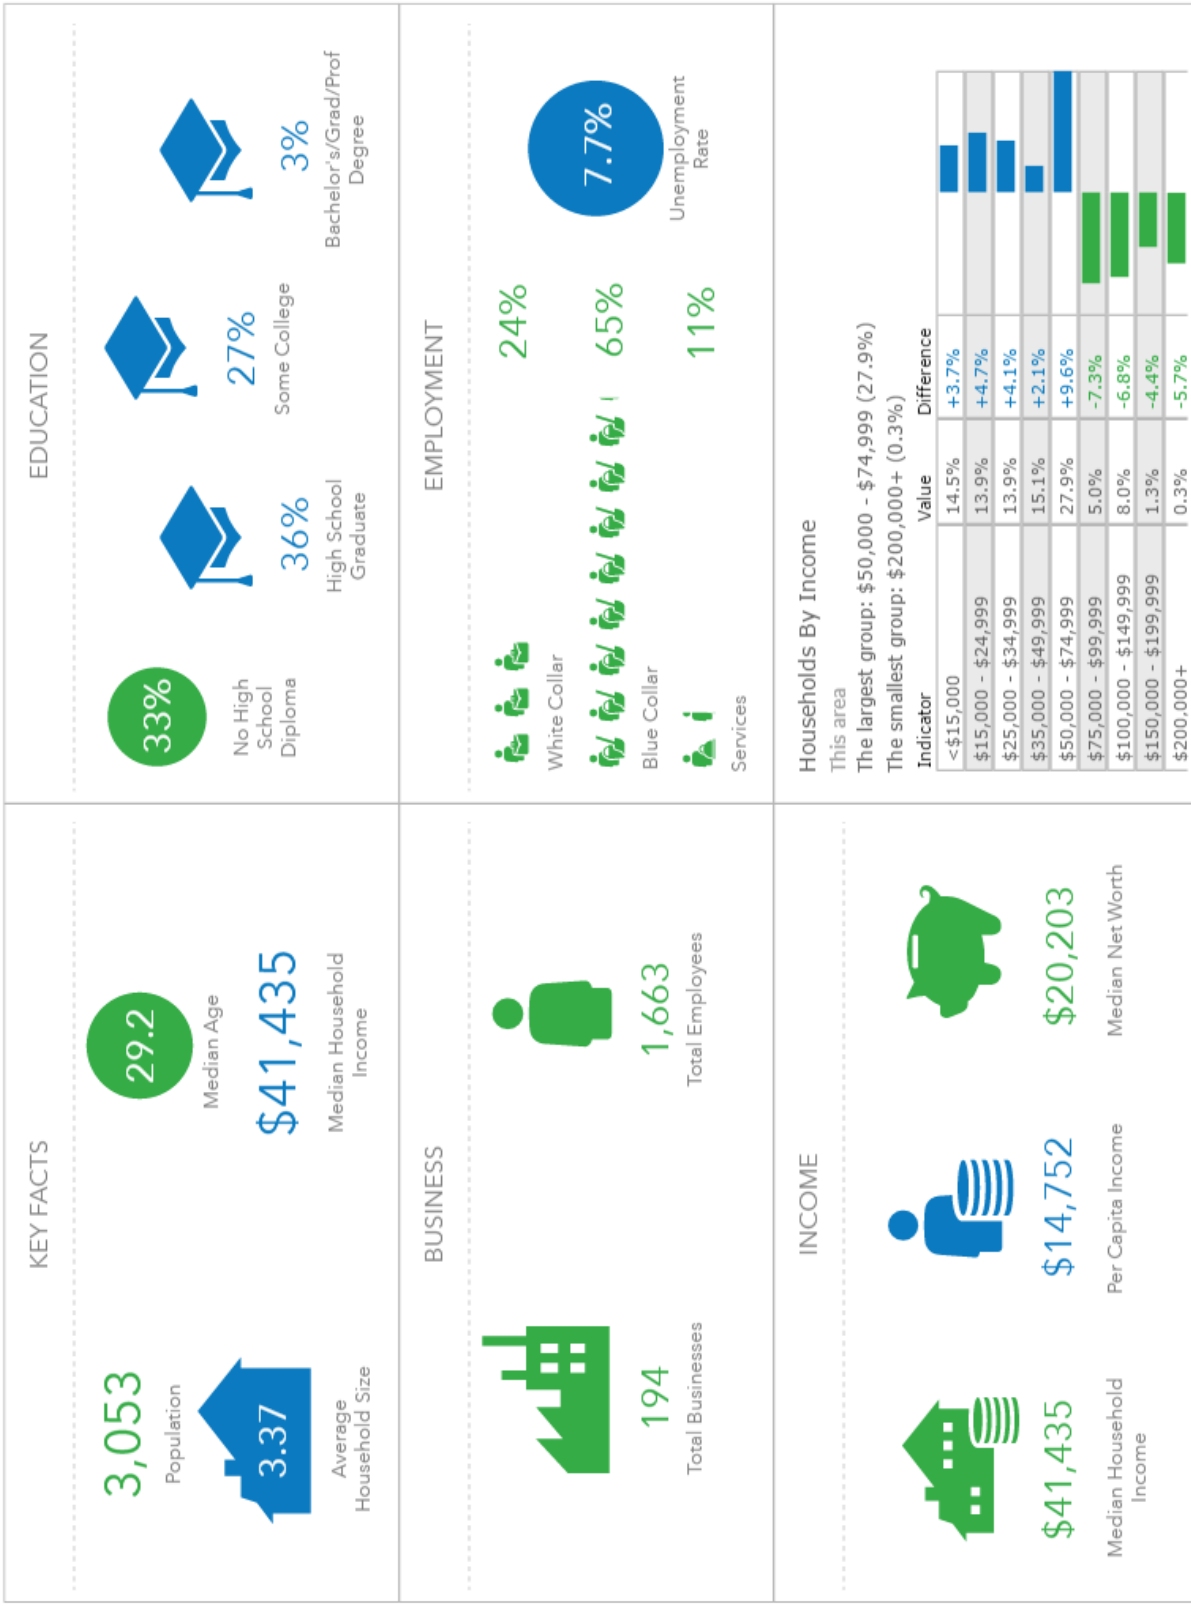 KEY FACTS
3,053
Population
3.37
Average
Household Size
29.2
Median Age
$41,435
Median Household
Income
EDUCATION
33%
No High
School
Diploma
36%
High School
Graduate
27%
Some College
3%
Bachelor's/Grad/Prof
Degree
BUSINESS
194
Total Businesses
1,663
Total Employees
EMPLOYMENT
White Collar
24%
Blue Collar
65%
Services
11%
7.7%
Unemployment
Rate
INCOME
$41,435
Median Household
Income
$14,752
Per Capita Income
$20,203
Median Net Worth
Households By Income
This area
The largest group: $50,000 - $74,999 (27.9%)
The smallest group: $200,000+ (0.3%)
Indicator Value Difference
<$15,000 14.5% +3.7%
$15,000 - $24,999 13.9% +4.7%
$25,000 - $34,999 13.9% +4.1%
$35,000 - $49,999 15.1% +2.1%
$50,000 - $74,999 27.9% +9.6%
$75,000 - $99,999 5.0% -7.3%
$100,000 - $149,999 8.0% -6.8%
$150,000 - $199,999 1.3% -4.4%
$200,000+ 0.3% -5.7%